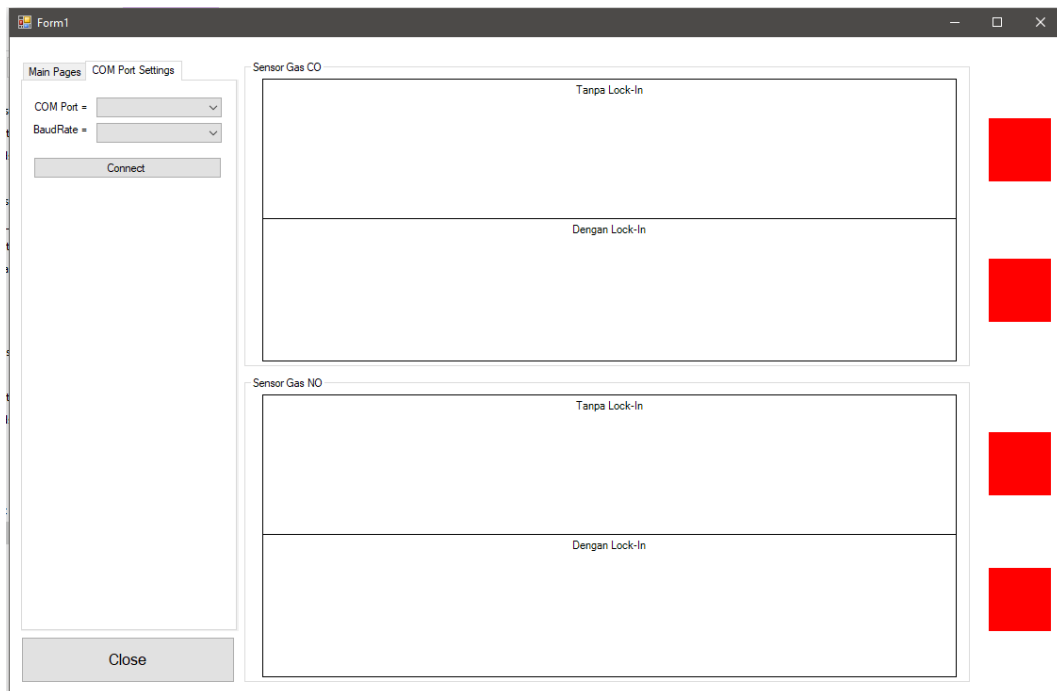 Form1
Main Pages
COM Port Settings
COM Port =
BaudRate =
Connect
Close
Sensor Gas CO
Tanpa Lock-In
Dengan Lock-In
Sensor Gas NO
Tanpa Lock-In
Dengan Lock-In